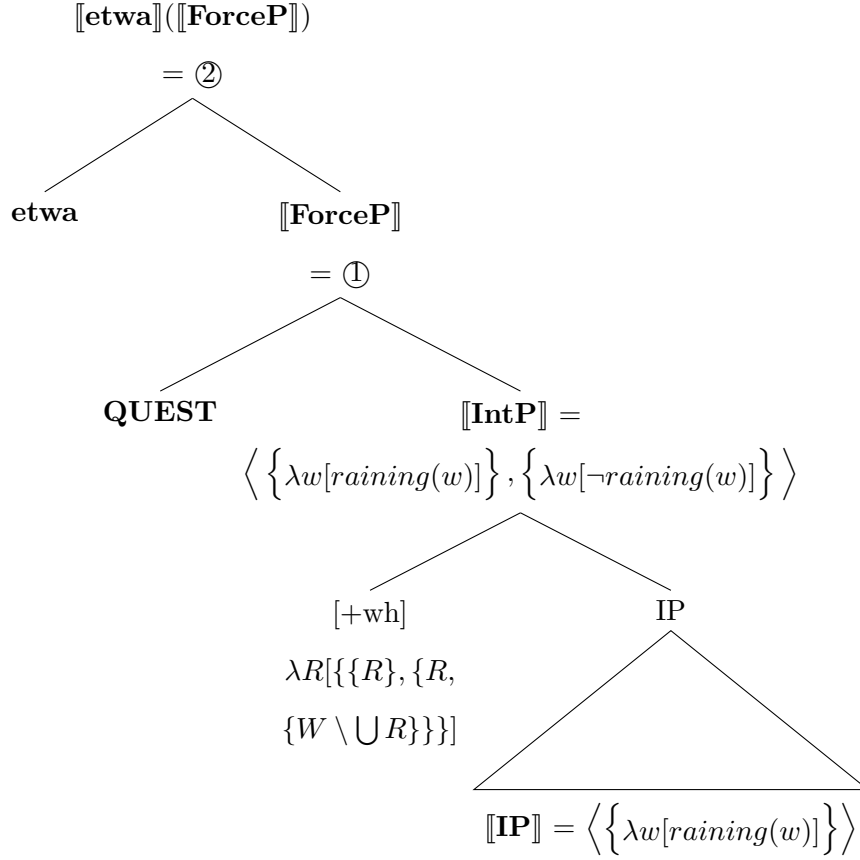 ⟦etwa⟧(⟦ForceP⟧)
= ②
etwa ⟦ForceP⟧
= ①
QUEST ⟦IntP⟧ =
⟨ {λw[raining(w)]} , {λw[¬raining(w)]} ⟩
[+wh] IP
λR[{{R}, {R,
{W \ ⋃ R}}}]
⟦IP⟧ = ⟨{λw[raining(w)]}⟩